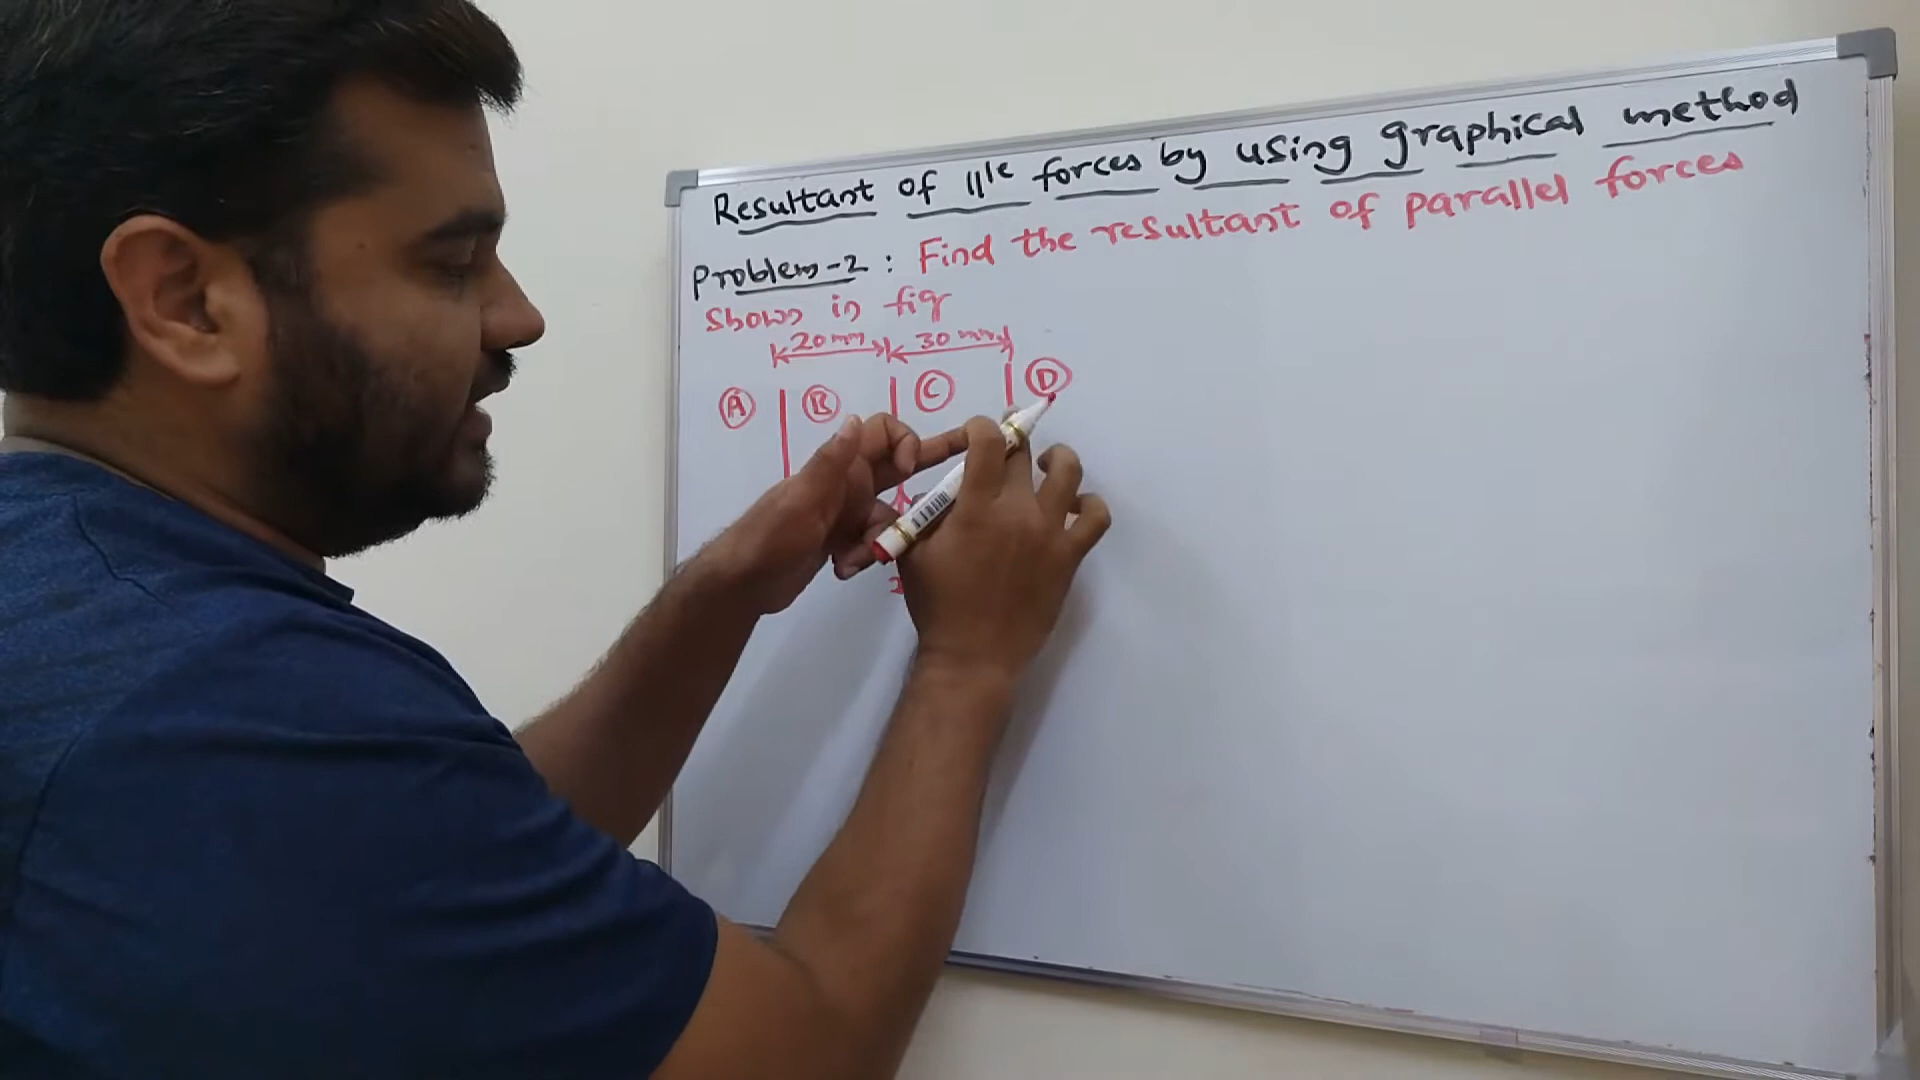 Resultant of 11le forces by using graphical method
Problem-2 : Find the resultant of parallel forces
Shown in fig
20mm 30mm
A B C D